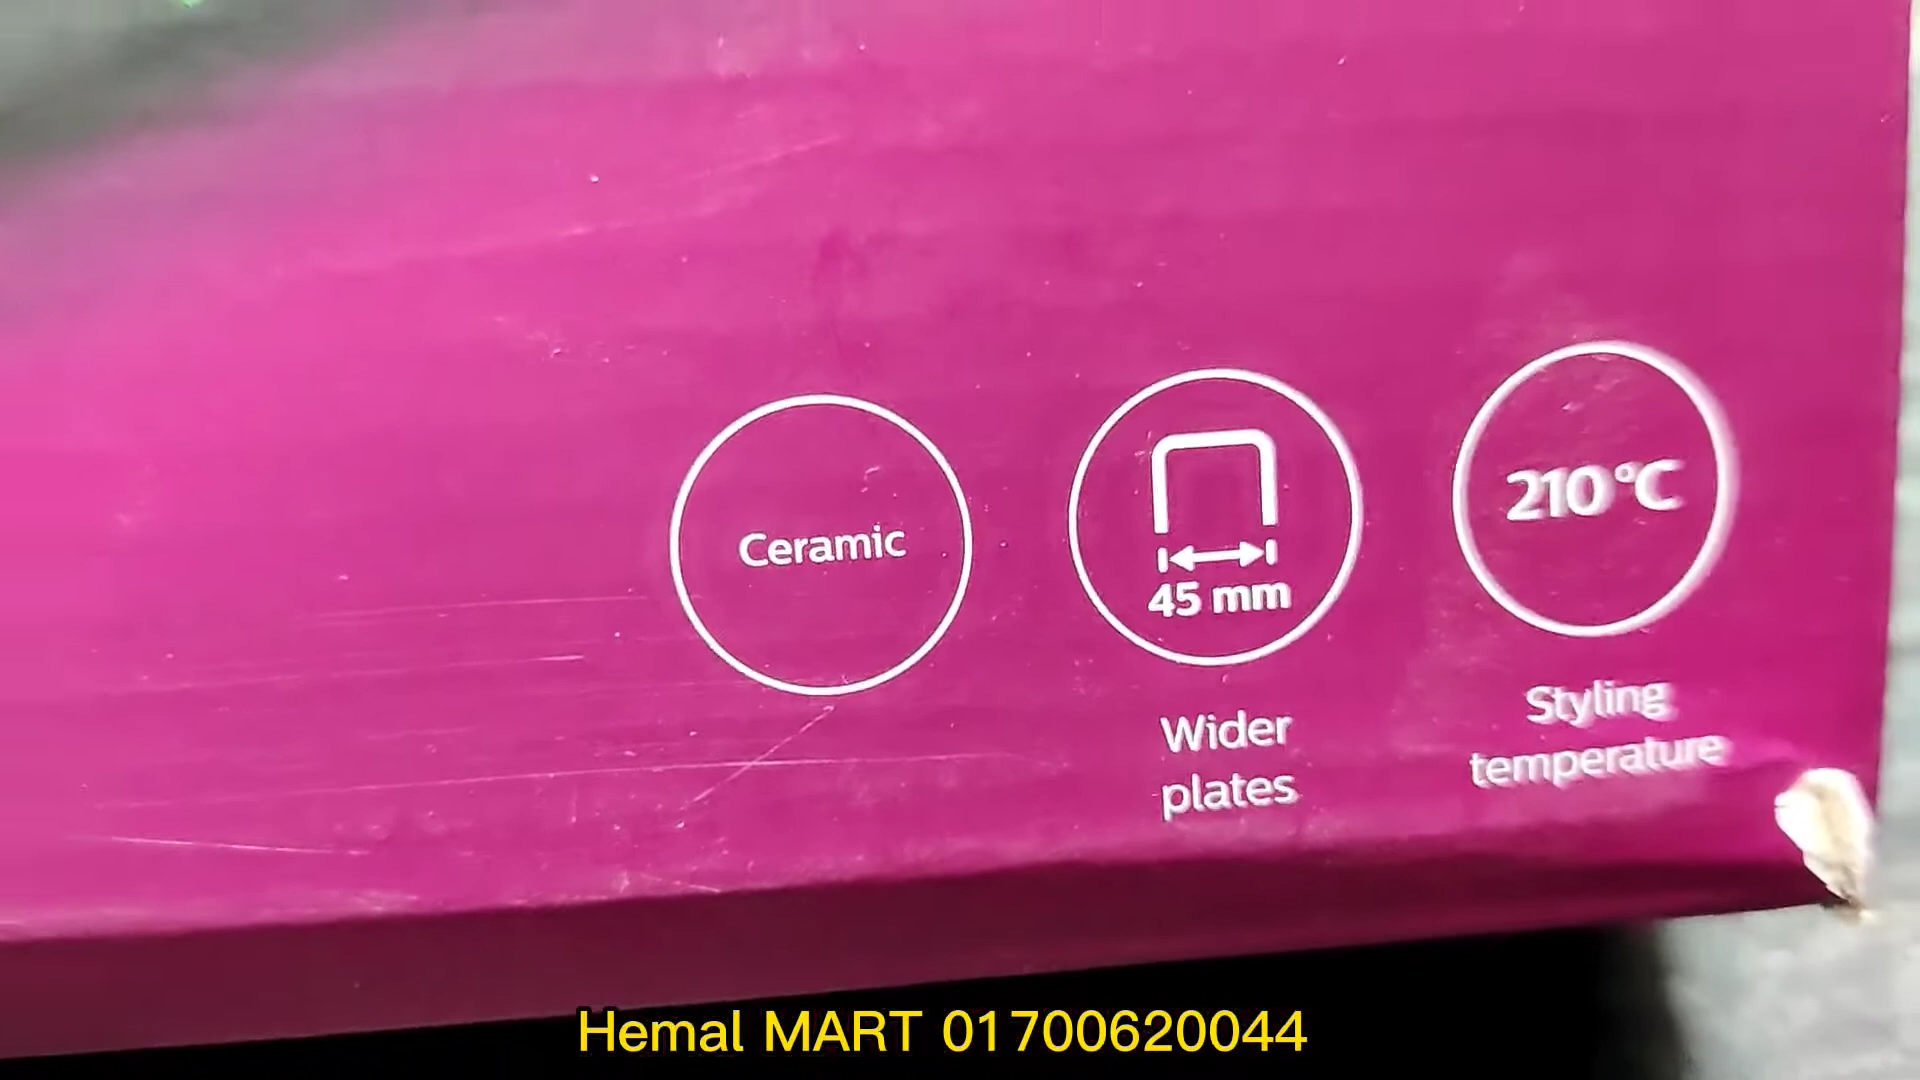 Ceramic
45 mm
Wider
plates
210°C
Styling
temperature
Hemal MART 01700620044